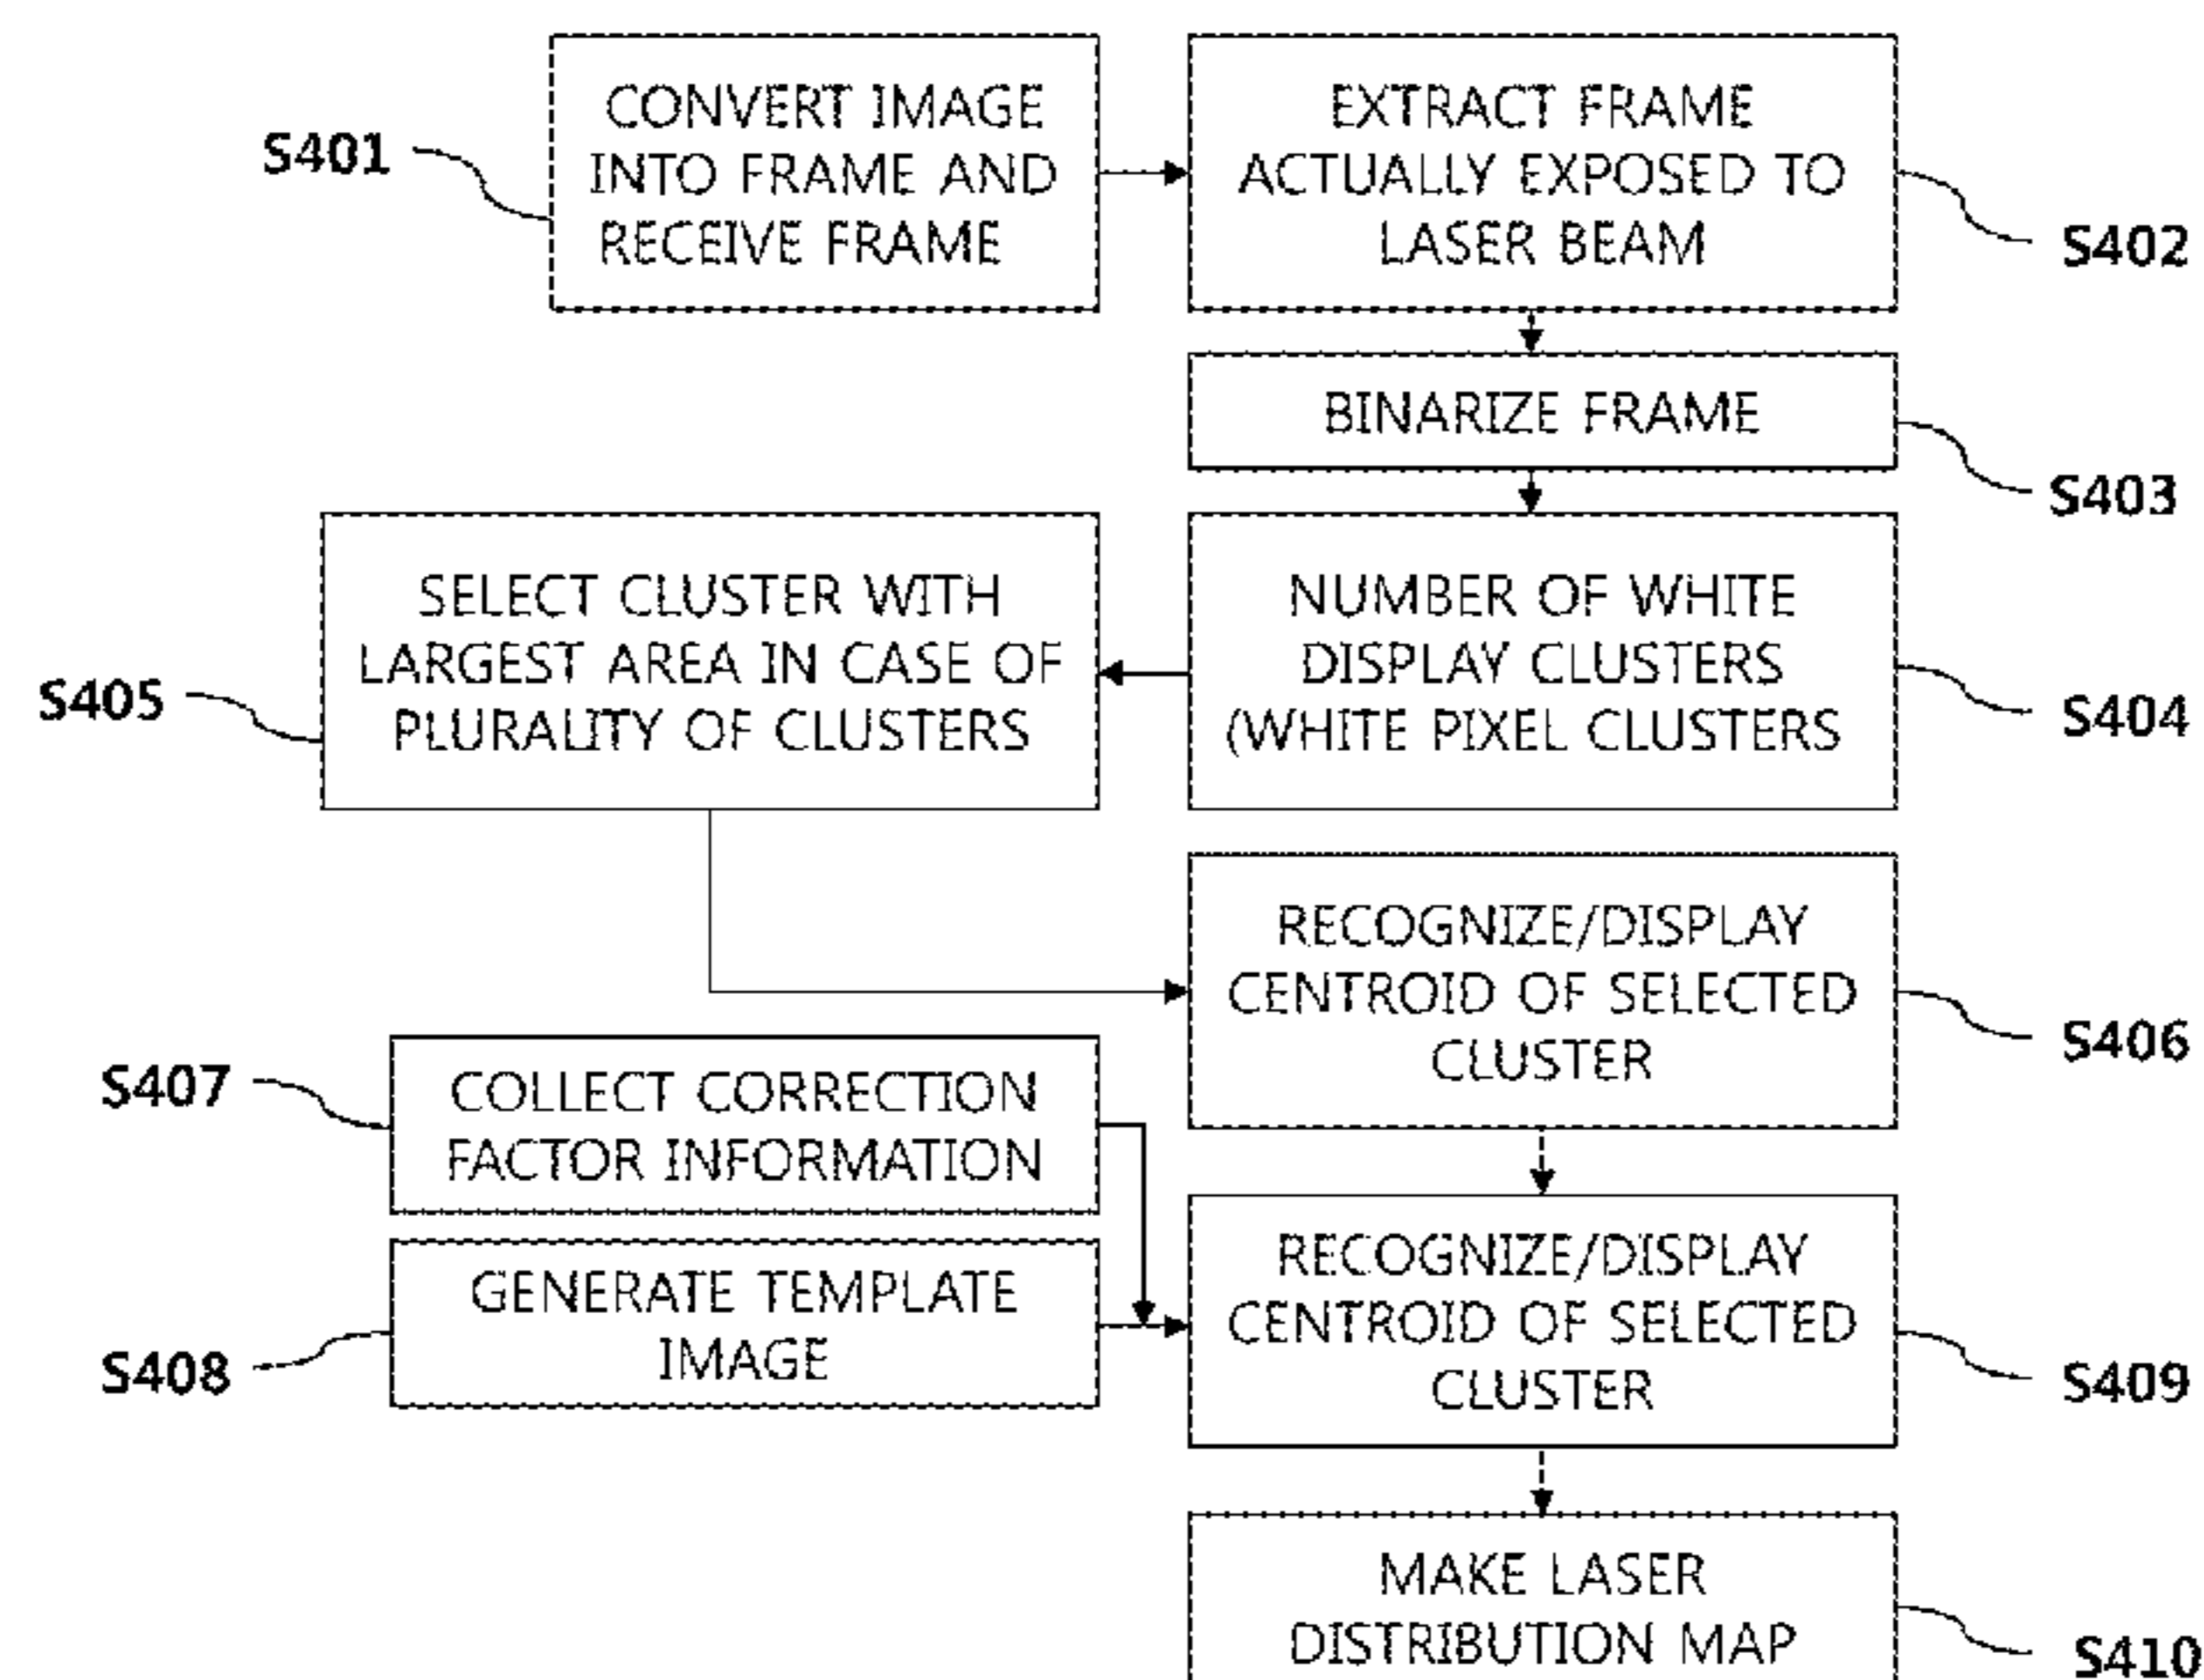 S401
CONVERT IMAGE
INTO FRAME AND
RECEIVE FRAME
EXTRACT FRAME
ACTUALLY EXPOSED TO
LASER BEAM
S402
BINARIZE FRAME
S403
NUMBER OF WHITE
DISPLAY CLUSTERS
(WHITE PIXEL CLUSTERS
S404
SELECT CLUSTER WITH
LARGEST AREA IN CASE OF
PLURALITY OF CLUSTERS
S405
RECOGNIZE/DISPLAY
CENTROID OF SELECTED
CLUSTER
S406
S407
COLLECT CORRECTION
FACTOR INFORMATION
S408
GENERATE TEMPLATE
IMAGE
RECOGNIZE/DISPLAY
CENTROID OF SELECTED
CLUSTER
S409
MAKE LASER
DISTRIBUTION MAP
S410